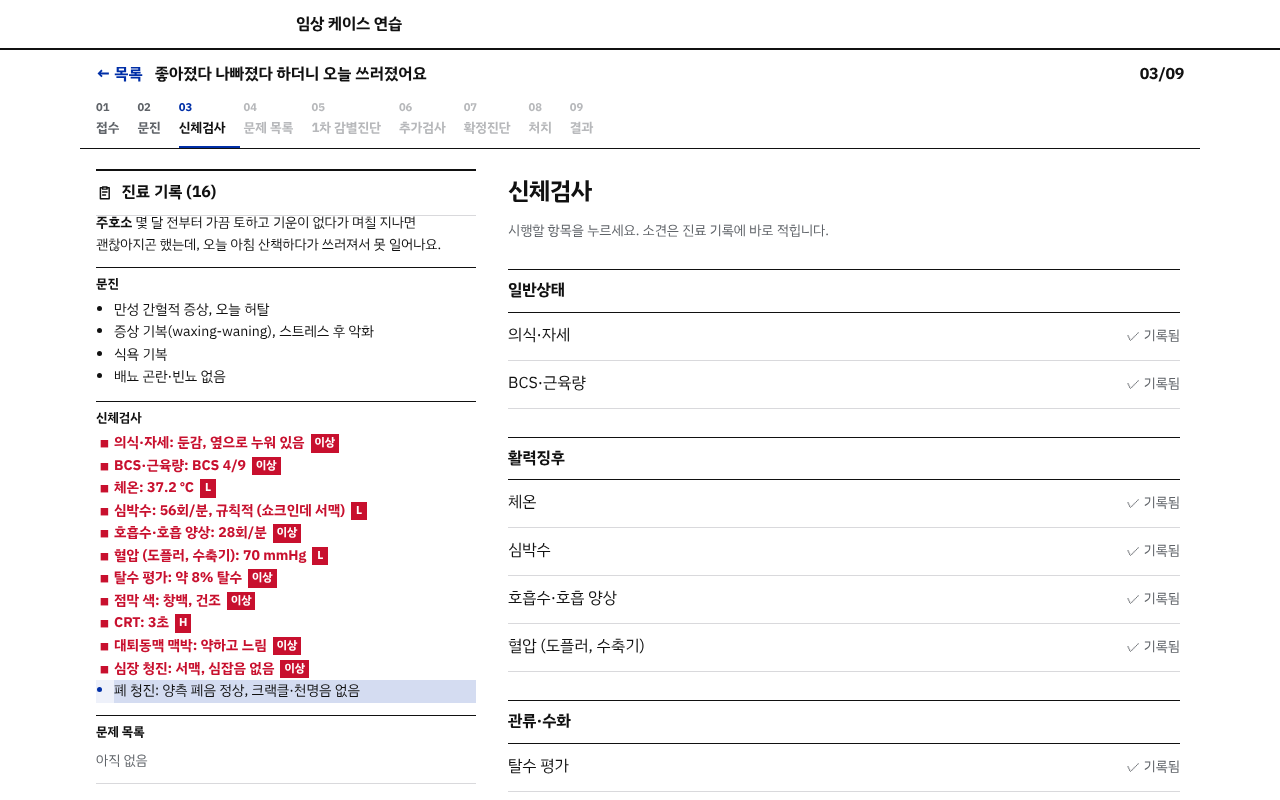 임상 케이스 연습
← 목록 좋아졌다 나빠졌다 하더니 오늘 쓰러졌어요
03/09
01 접수
02 문진
03 신체검사
04 문제 목록
05 1차 감별진단
06 추가검사
07 확정진단
08 처치
09 결과
진료 기록 (16)
주호소 몇 달 전부터 가끔 토하고 기운이 없다가 며칠 지나면
괜찮아지곤 했는데, 오늘 아침 산책하다가 쓰러져서 못 일어나요.
문진
• 만성 간헐적 증상, 오늘 허탈
• 증상 기복(waxing-waning), 스트레스 후 악화
• 식욕 기복
• 배뇨 곤란·빈뇨 없음
신체검사
■ 의식·자세: 둔감, 옆으로 누워 있음 이상
■ BCS·근육량: BCS 4/9 이상
■ 체온: 37.2 °C L
■ 심박수: 56회/분, 규칙적 (쇼크인데 서맥) L
■ 호흡수·호흡 양상: 28회/분 이상
■ 혈압 (도플러, 수축기): 70 mmHg L
■ 탈수 평가: 약 8% 탈수 이상
■ 점막 색: 창백, 건조 이상
■ CRT: 3초 H
■ 대퇴동맥 맥박: 약하고 느림 이상
■ 심장 청진: 서맥, 심잡음 없음 이상
• 폐 청진: 양측 폐음 정상, 크랙클·천명음 없음
문제 목록
아직 없음
신체검사
시행할 항목을 누르세요. 소견은 진료 기록에 바로 적힙니다.
일반상태
의식·자세 ✓ 기록됨
BCS·근육량 ✓ 기록됨
활력징후
체온 ✓ 기록됨
심박수 ✓ 기록됨
호흡수·호흡 양상 ✓ 기록됨
혈압 (도플러, 수축기) ✓ 기록됨
관류·수화
탈수 평가 ✓ 기록됨